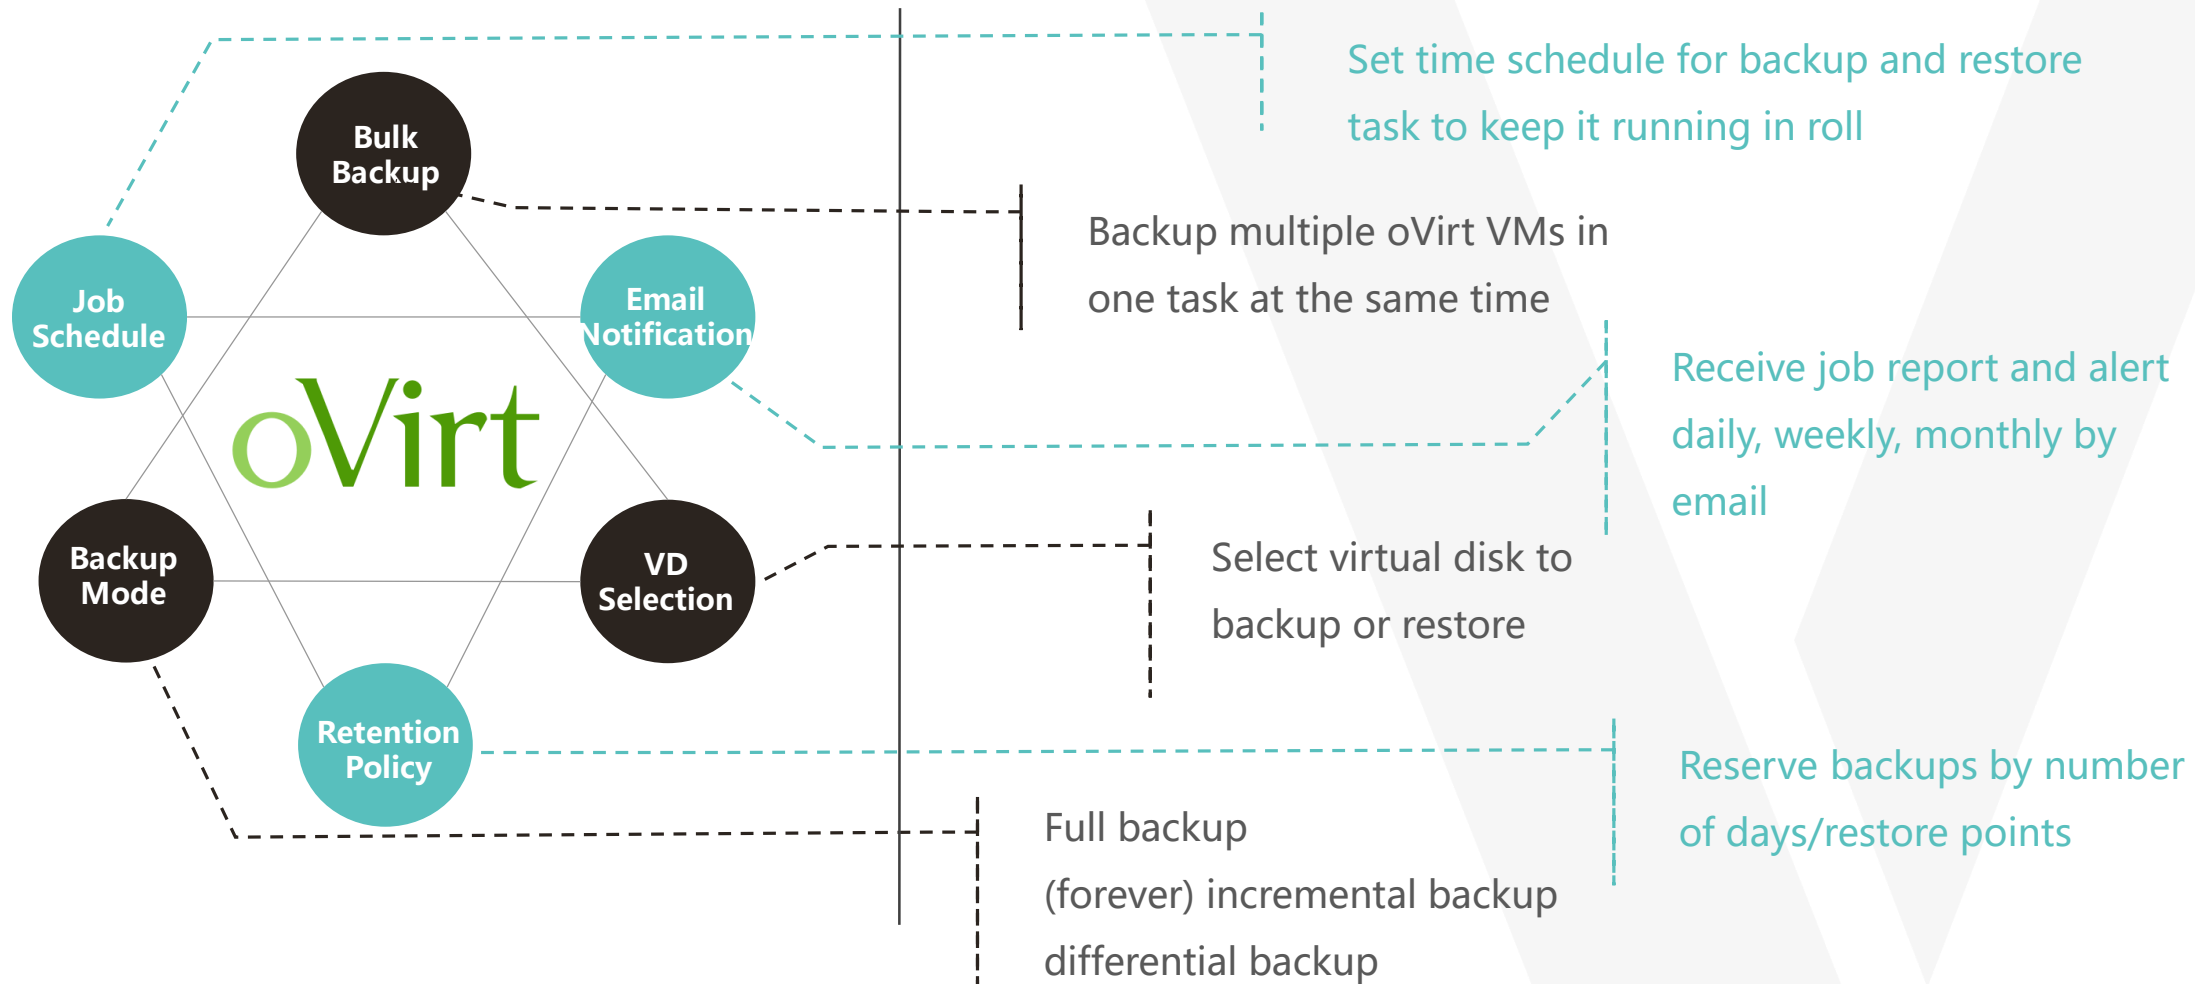 Bulk
Backup
Job
Schedule
Email
Notification
oVirt
Backup
Mode
VD
Selection
Retention
Policy
Set time schedule for backup and restore
task to keep it running in roll
Backup multiple oVirt VMs in
one task at the same time
Receive job report and alert
daily, weekly, monthly by
email
Select virtual disk to
backup or restore
Reserve backups by number
of days/restore points
Full backup
(forever) incremental backup
differential backup